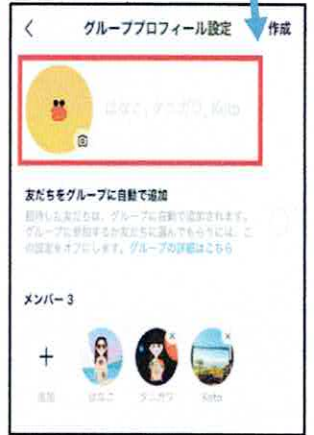 グループプロフィール設定 作成
はなこ, タニガワ, Keto
友だちをグループに自動で追加
招待した友だちは、グループに自動で追加されます。
グループに参加するか友だちに選んでもらうには、こ
の設定をオフにします。グループの詳細はこちら
メンバー 3
追加 はなこ タニガワ Keto